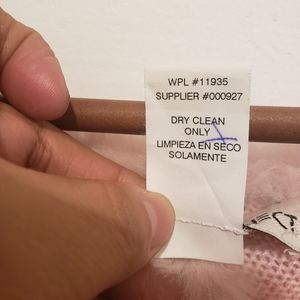 WPL #11935
SUPPLIER #000927
DRY CLEAN
ONLY
LIMPIEZA EN SECO
SOLAMENTE